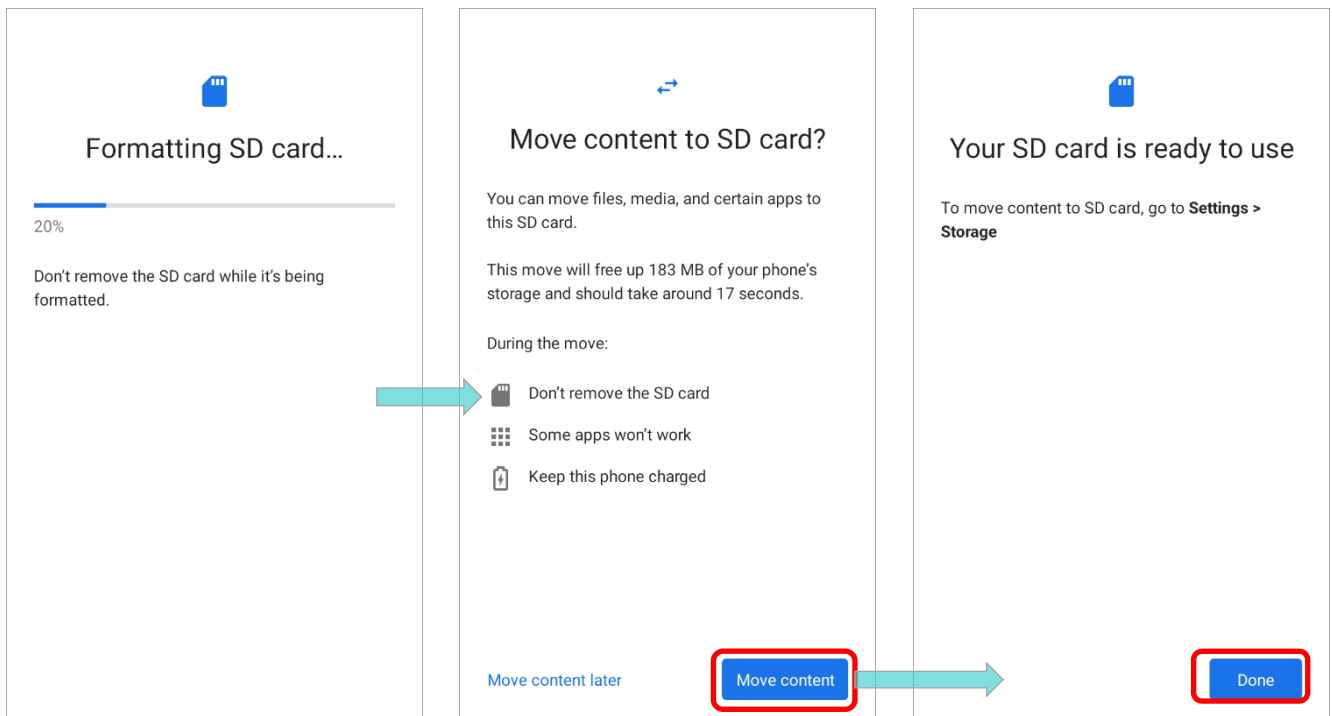 Formatting SD card...
20%
Don't remove the SD card while it's being
formatted.
Move content to SD card?
You can move files, media, and certain apps to
this SD card.
This move will free up 183 MB of your phone's
storage and should take around 17 seconds.
During the move:
Don't remove the SD card
Some apps won't work
Keep this phone charged
Move content later
Move content
Your SD card is ready to use
To move content to SD card, go to Settings >
Storage
Done